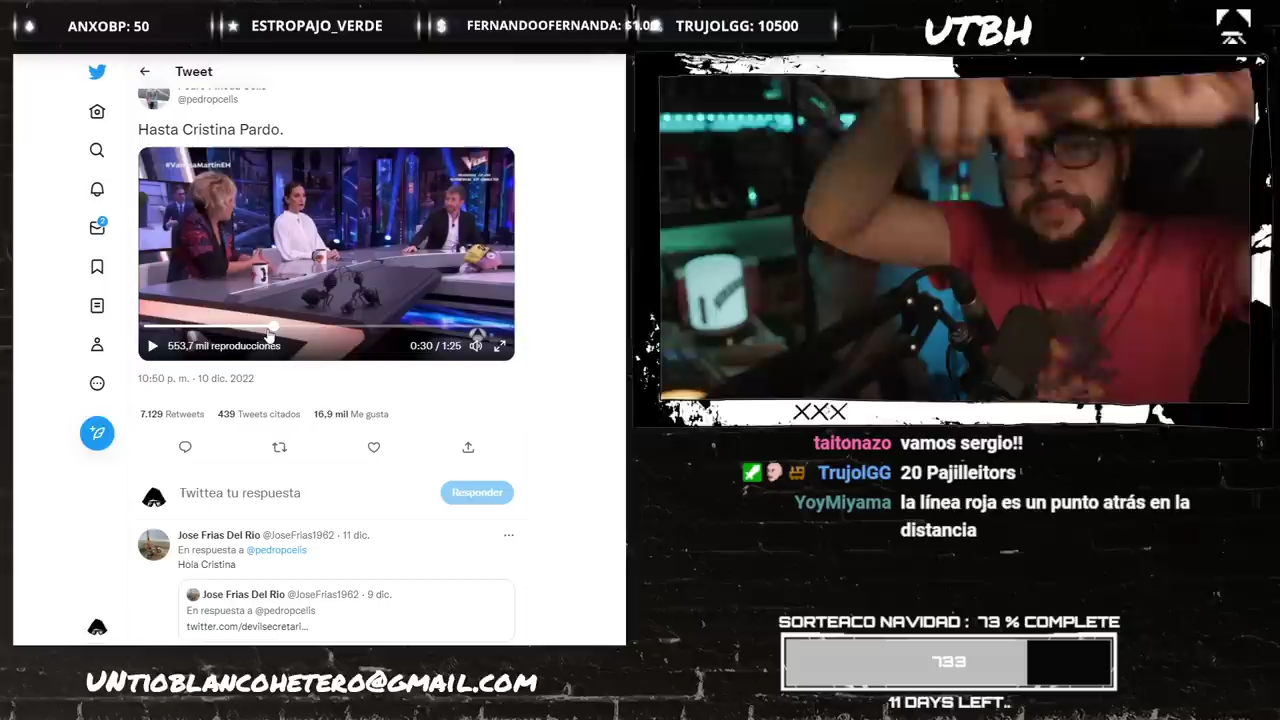 ANXOBP: 50
ESTROPAJO_VERDE
FERNANDOOFERNANDA: $1.0
TRUJOLGG: 10500
UTBH
Tweet
@pedropcelis
Hasta Cristina Pardo.
553,7 mil reproducciones
0:30 / 1:25
10:50 p. m. · 10 dic. 2022
7.129 Retweets 439 Tweets citados 16,9 mil Me gusta
Twittea tu respuesta
Responder
Jose Frias Del Rio @JoseFrias1962 · 11 dic.
En respuesta a @pedropcelis
Hola Cristina
Jose Frias Del Rio @JoseFrias1962 · 9 dic.
En respuesta a @pedropcelis
twitter.com/devilsecretari...
2
XXX
taitonazo vamos sergio!!
TrujolGG 20 Pajilleitors
YoyMiyama la línea roja es un punto atrás en la
distancia
SORTEACO NAVIDAD : 73 % COMPLETE
733
11 DAYS LEFT..
UNTIOBLANCOHETERO@GMAIL.COM